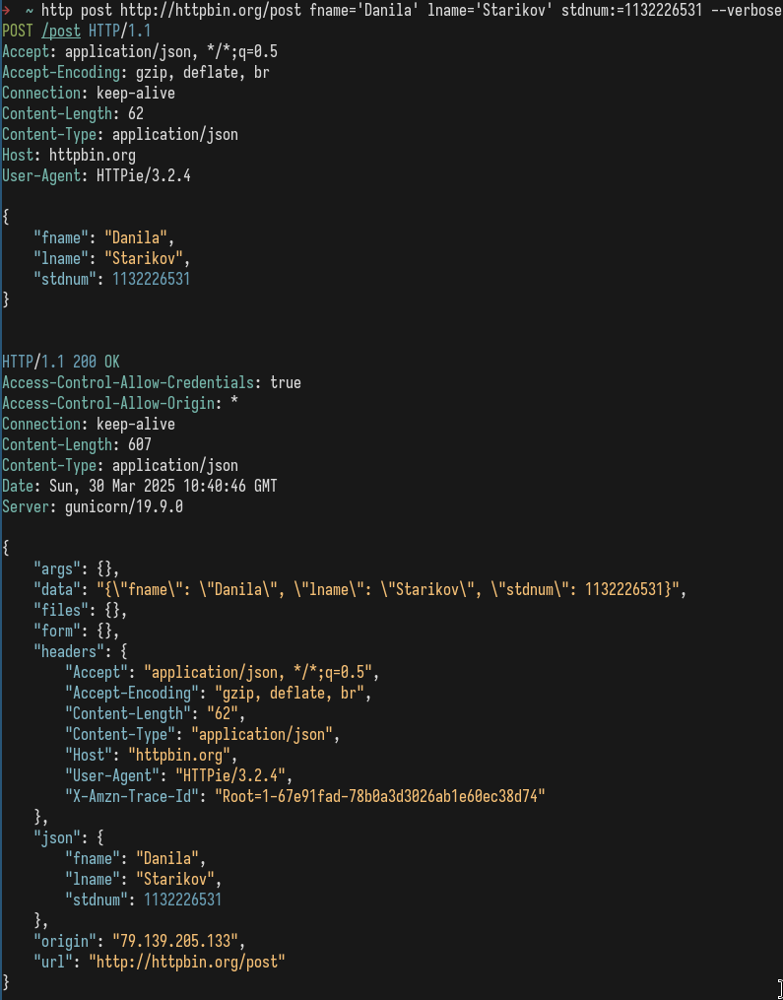 → ~ http post http://httpbin.org/post fname='Danila' lname='Starikov' stdnum:=1132226531 --verbose
POST /post HTTP/1.1
Accept: application/json, */*;q=0.5
Accept-Encoding: gzip, deflate, br
Connection: keep-alive
Content-Length: 62
Content-Type: application/json
Host: httpbin.org
User-Agent: HTTPie/3.2.4

{
    "fname": "Danila",
    "lname": "Starikov",
    "stdnum": 1132226531
}


HTTP/1.1 200 OK
Access-Control-Allow-Credentials: true
Access-Control-Allow-Origin: *
Connection: keep-alive
Content-Length: 607
Content-Type: application/json
Date: Sun, 30 Mar 2025 10:40:46 GMT
Server: gunicorn/19.9.0

{
    "args": {},
    "data": "{\"fname\": \"Danila\", \"lname\": \"Starikov\", \"stdnum\": 1132226531}",
    "files": {},
    "form": {},
    "headers": {
        "Accept": "application/json, */*;q=0.5",
        "Accept-Encoding": "gzip, deflate, br",
        "Content-Length": "62",
        "Content-Type": "application/json",
        "Host": "httpbin.org",
        "User-Agent": "HTTPie/3.2.4",
        "X-Amzn-Trace-Id": "Root=1-67e91fad-78b0a3d3026ab1e60ec38d74"
    },
    "json": {
        "fname": "Danila",
        "lname": "Starikov",
        "stdnum": 1132226531
    },
    "origin": "79.139.205.133",
    "url": "http://httpbin.org/post"
}